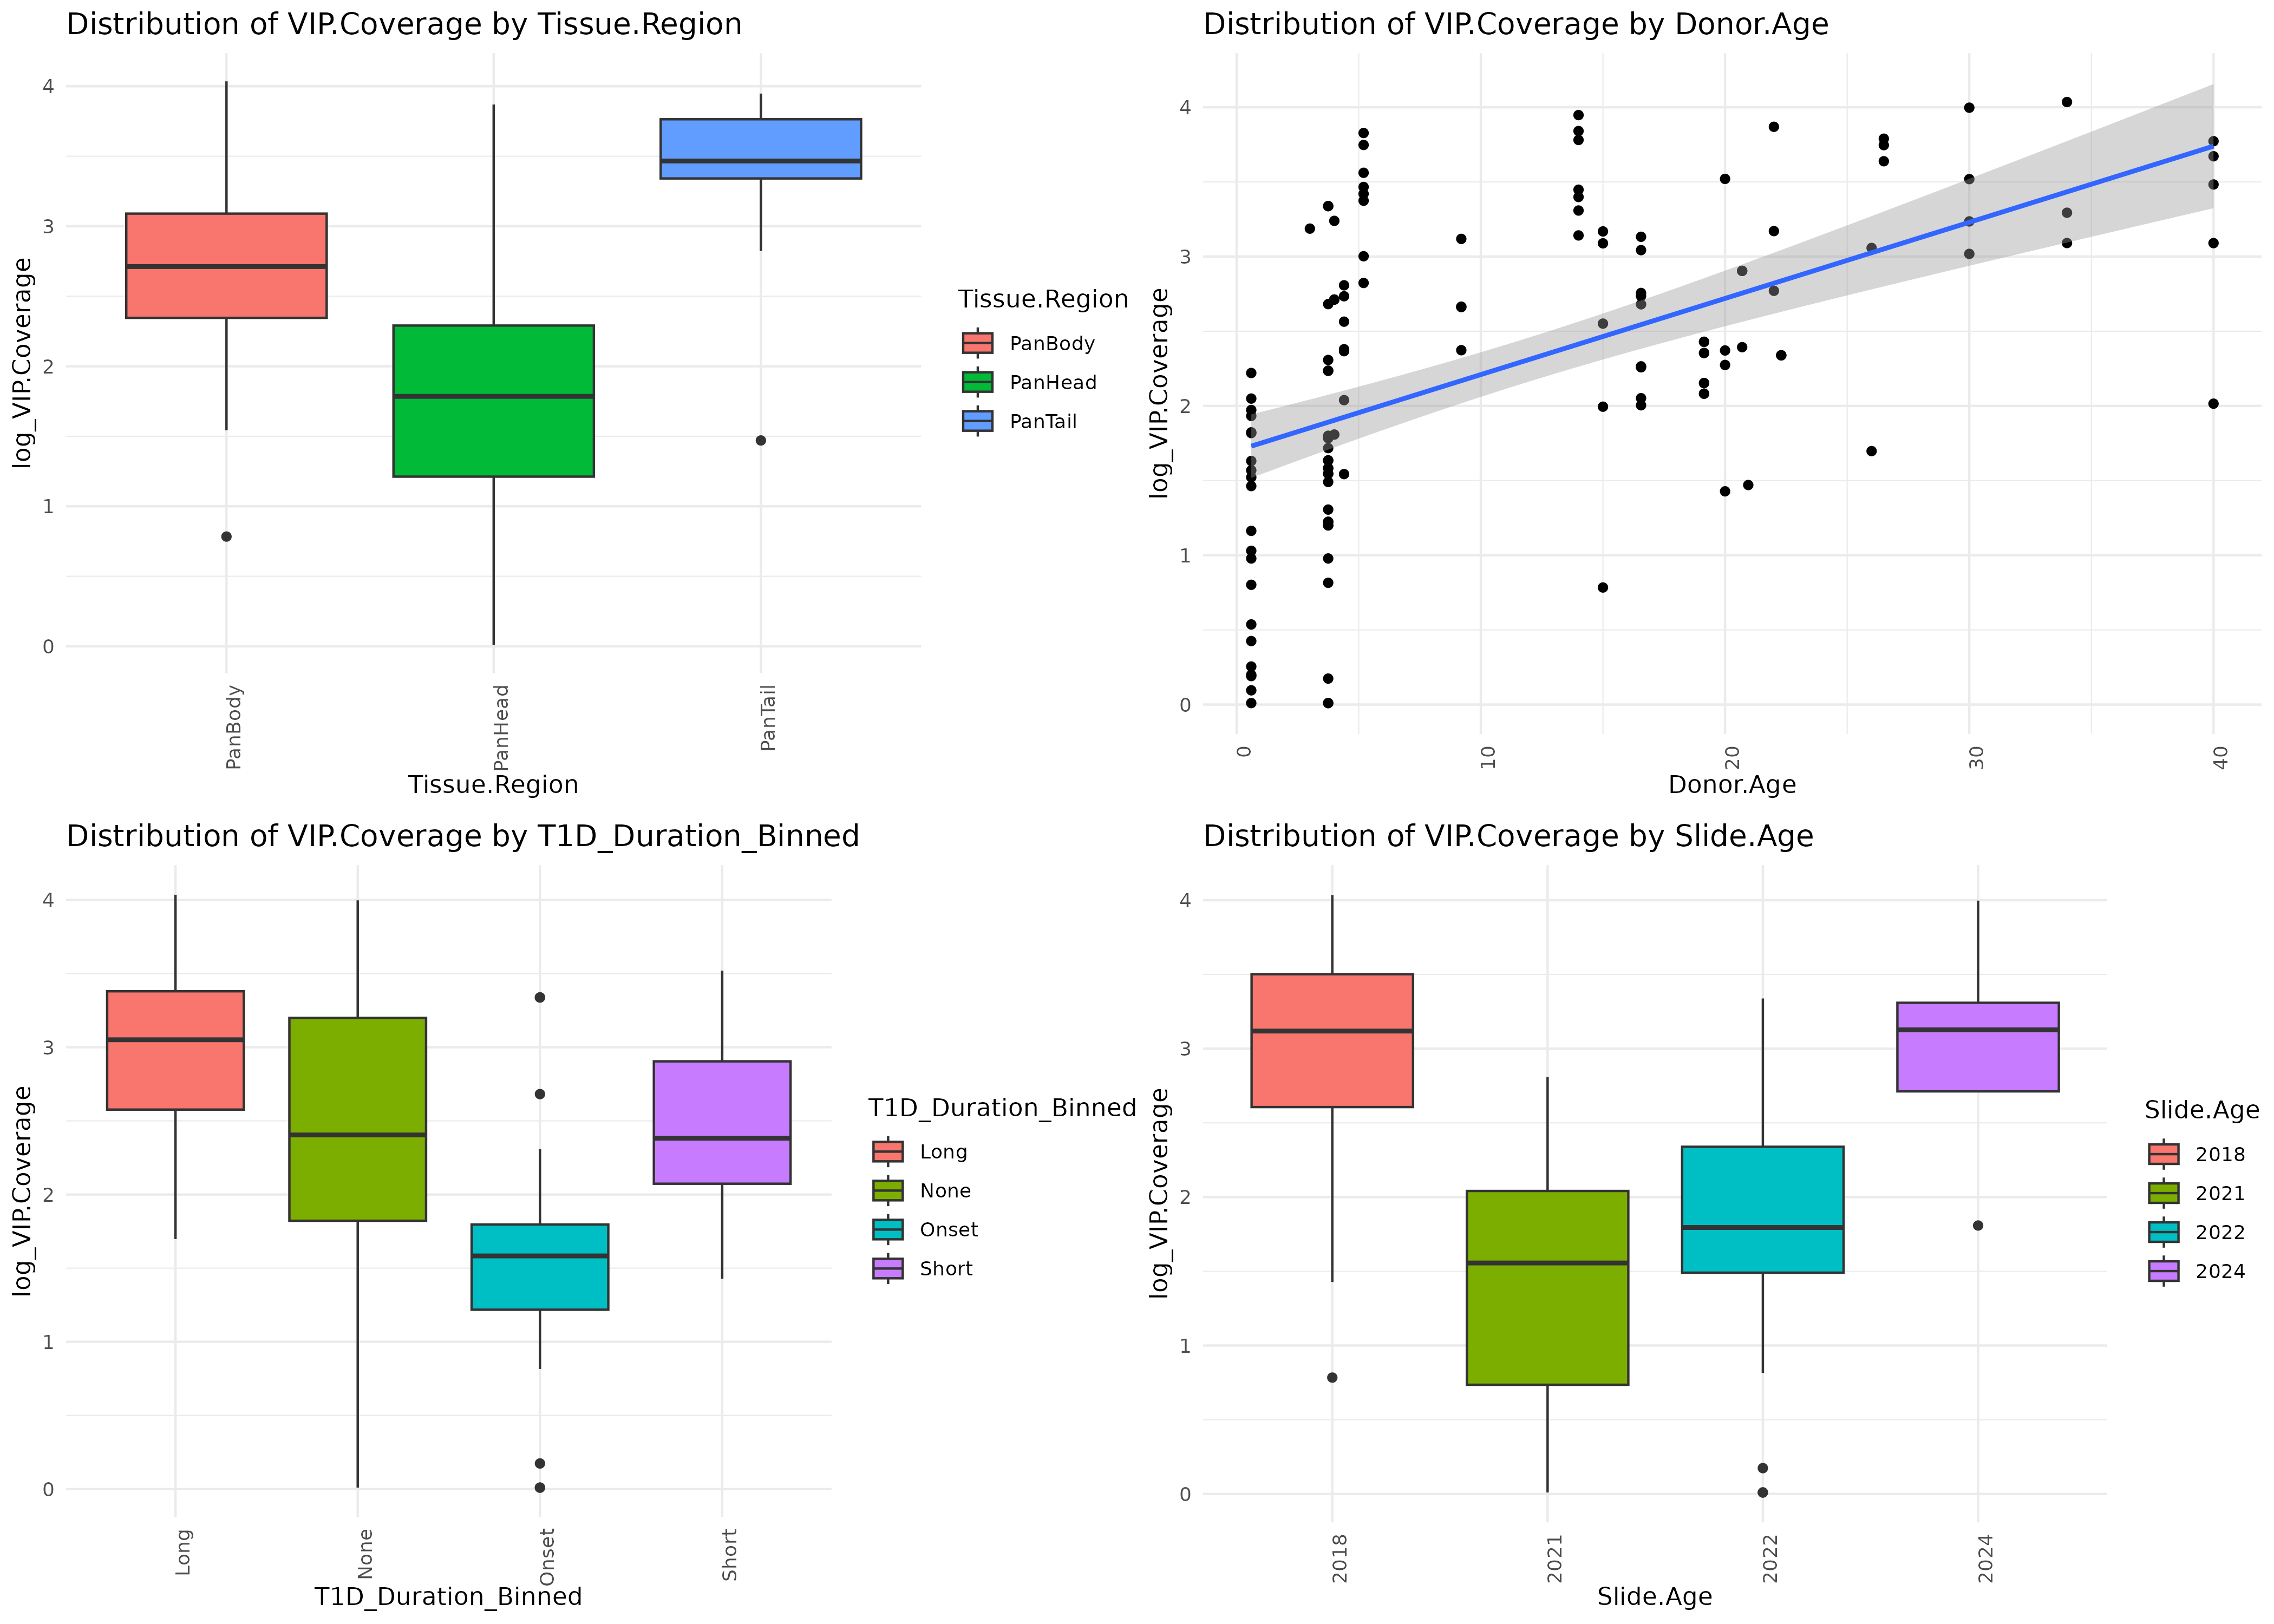 Distribution of VIP.Coverage by Tissue.Region
log_VIP.Coverage
4
3
2
1
0
PanBody
PanHead
PanTail
Tissue.Region
Tissue.Region
PanBody
PanHead
PanTail
Distribution of VIP.Coverage by Donor.Age
log_VIP.Coverage
4
3
2
1
0
0
10
20
30
40
Donor.Age
Distribution of VIP.Coverage by T1D_Duration_Binned
log_VIP.Coverage
4
3
2
1
0
Long
None
Onset
Short
T1D_Duration_Binned
T1D_Duration_Binned
Long
None
Onset
Short
Distribution of VIP.Coverage by Slide.Age
log_VIP.Coverage
4
3
2
1
0
2018
2021
2022
2024
Slide.Age
Slide.Age
2018
2021
2022
2024